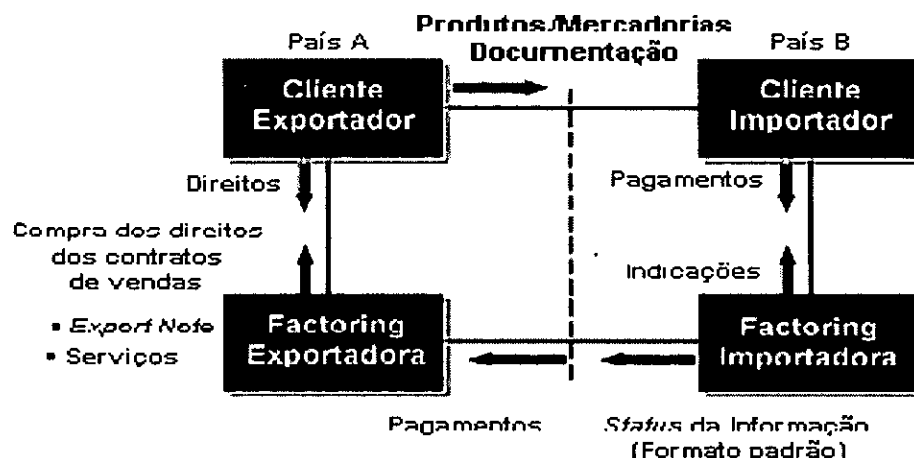 Produtos/Mercadorias
Documentação
País A
País B
Cliente
Exportador
Cliente
Importador
Direitos
Pagamentos
Compra dos direitos
dos contratos
de vendas
Indicações
▪ Export Note
▪ Serviços
Factoring
Exportadora
Factoring
Importadora
Pagamentos
Status da Informação
(Formato padrão)